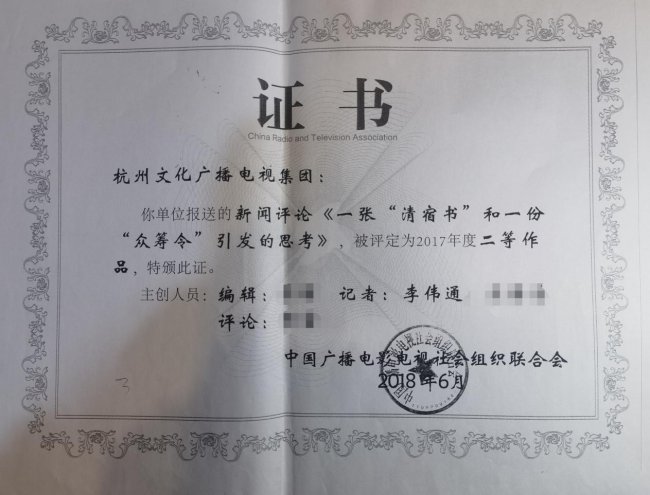 证书
China Radio and Television Association
杭州文化广播电视集团：
你单位报送的新闻评论《一张“清宿书”和一份
“众筹令”引发的思考》，被评定为2017年度二等作
品，特颁此证。
主创人员：编辑： 记者：李伟通
评论：
中国广播电影电视社会组织联合会
2018年6月
3